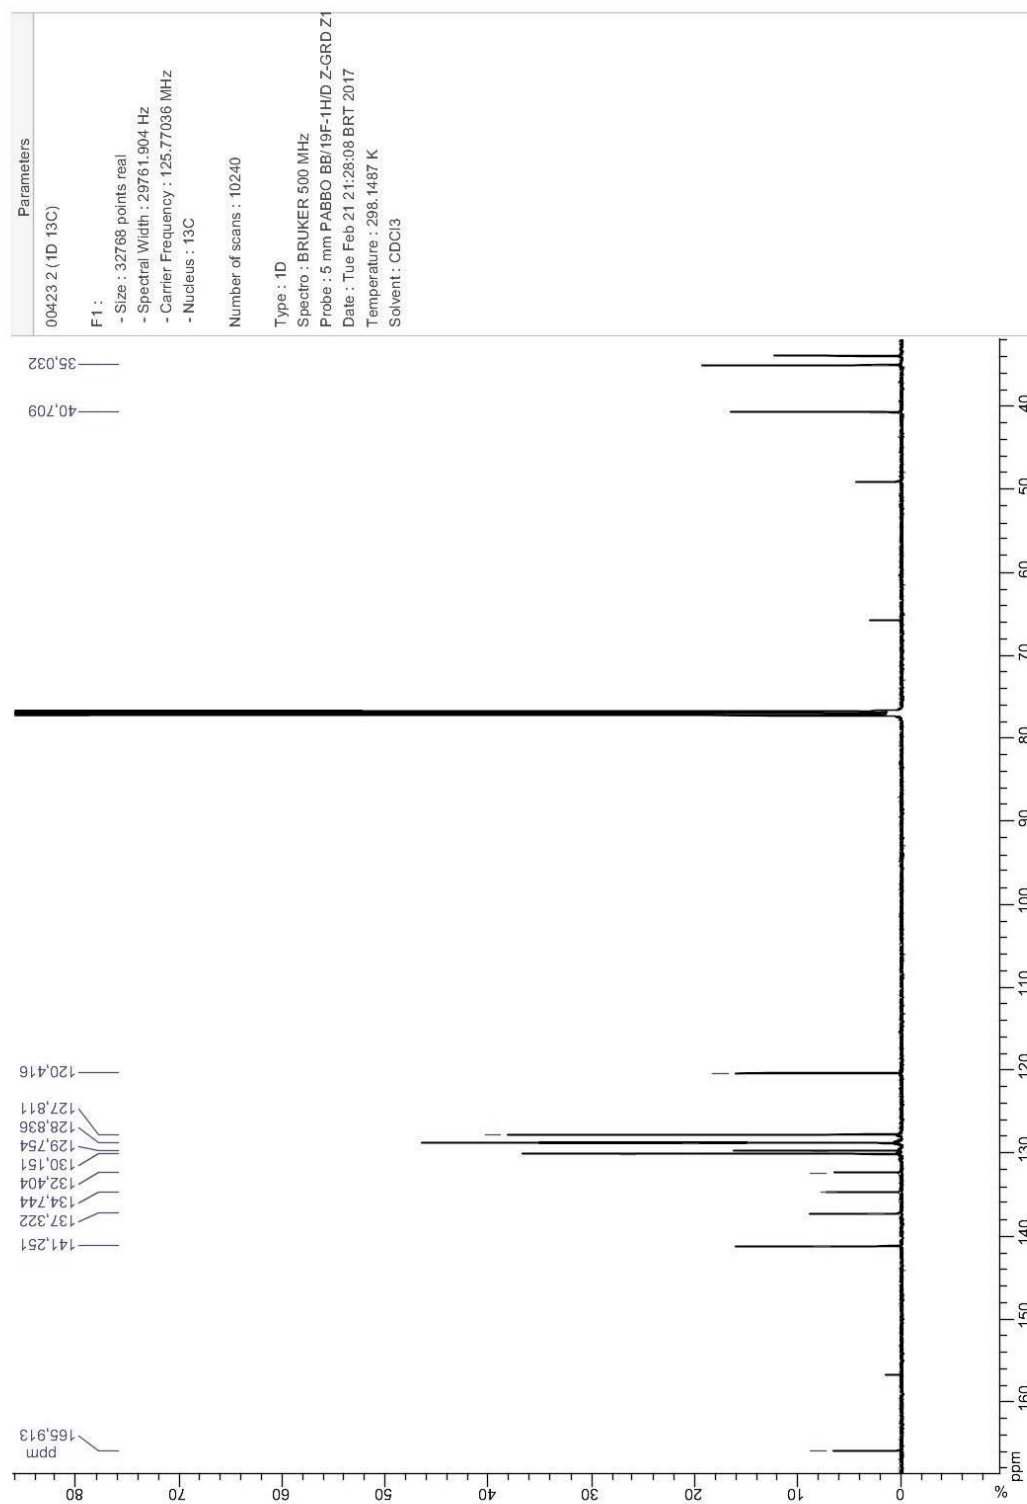 Parameters
00423 2 (1D 13C)
F1 :
- Size : 32768 points real
- Spectral Width : 29761.904 Hz
- Carrier Frequency : 125.77036 MHz
- Nucleus : 13C
Number of scans : 10240
Type : 1D
Spectro : BRUKER 500 MHz
Probe : 5 mm PABBO BB/19F-1H/D Z-GRD Z1
Date : Tue Feb 21 21:28:08 BRT 2017
Temperature : 298.1487 K
Solvent : CDCl3
ppm
165,913
141,251
137,322
134,744
132,404
130,151
129,754
128,836
127,811
120,416
40,709
35,032
80
70
60
50
40
30
20
10
0
%
ppm
160
150
140
130
120
110
100
90
80
70
60
50
40